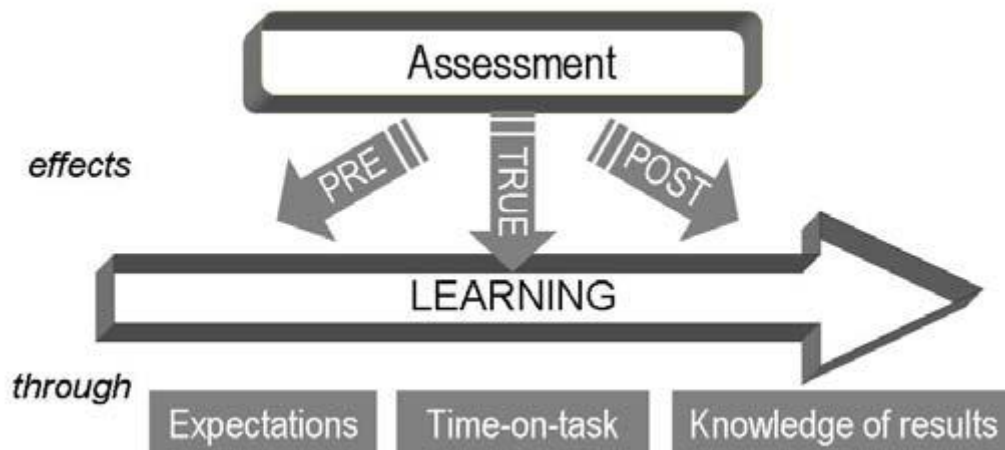 Assessment
effects
PRE
TRUE
POST
LEARNING
through
Expectations
Time-on-task
Knowledge of results